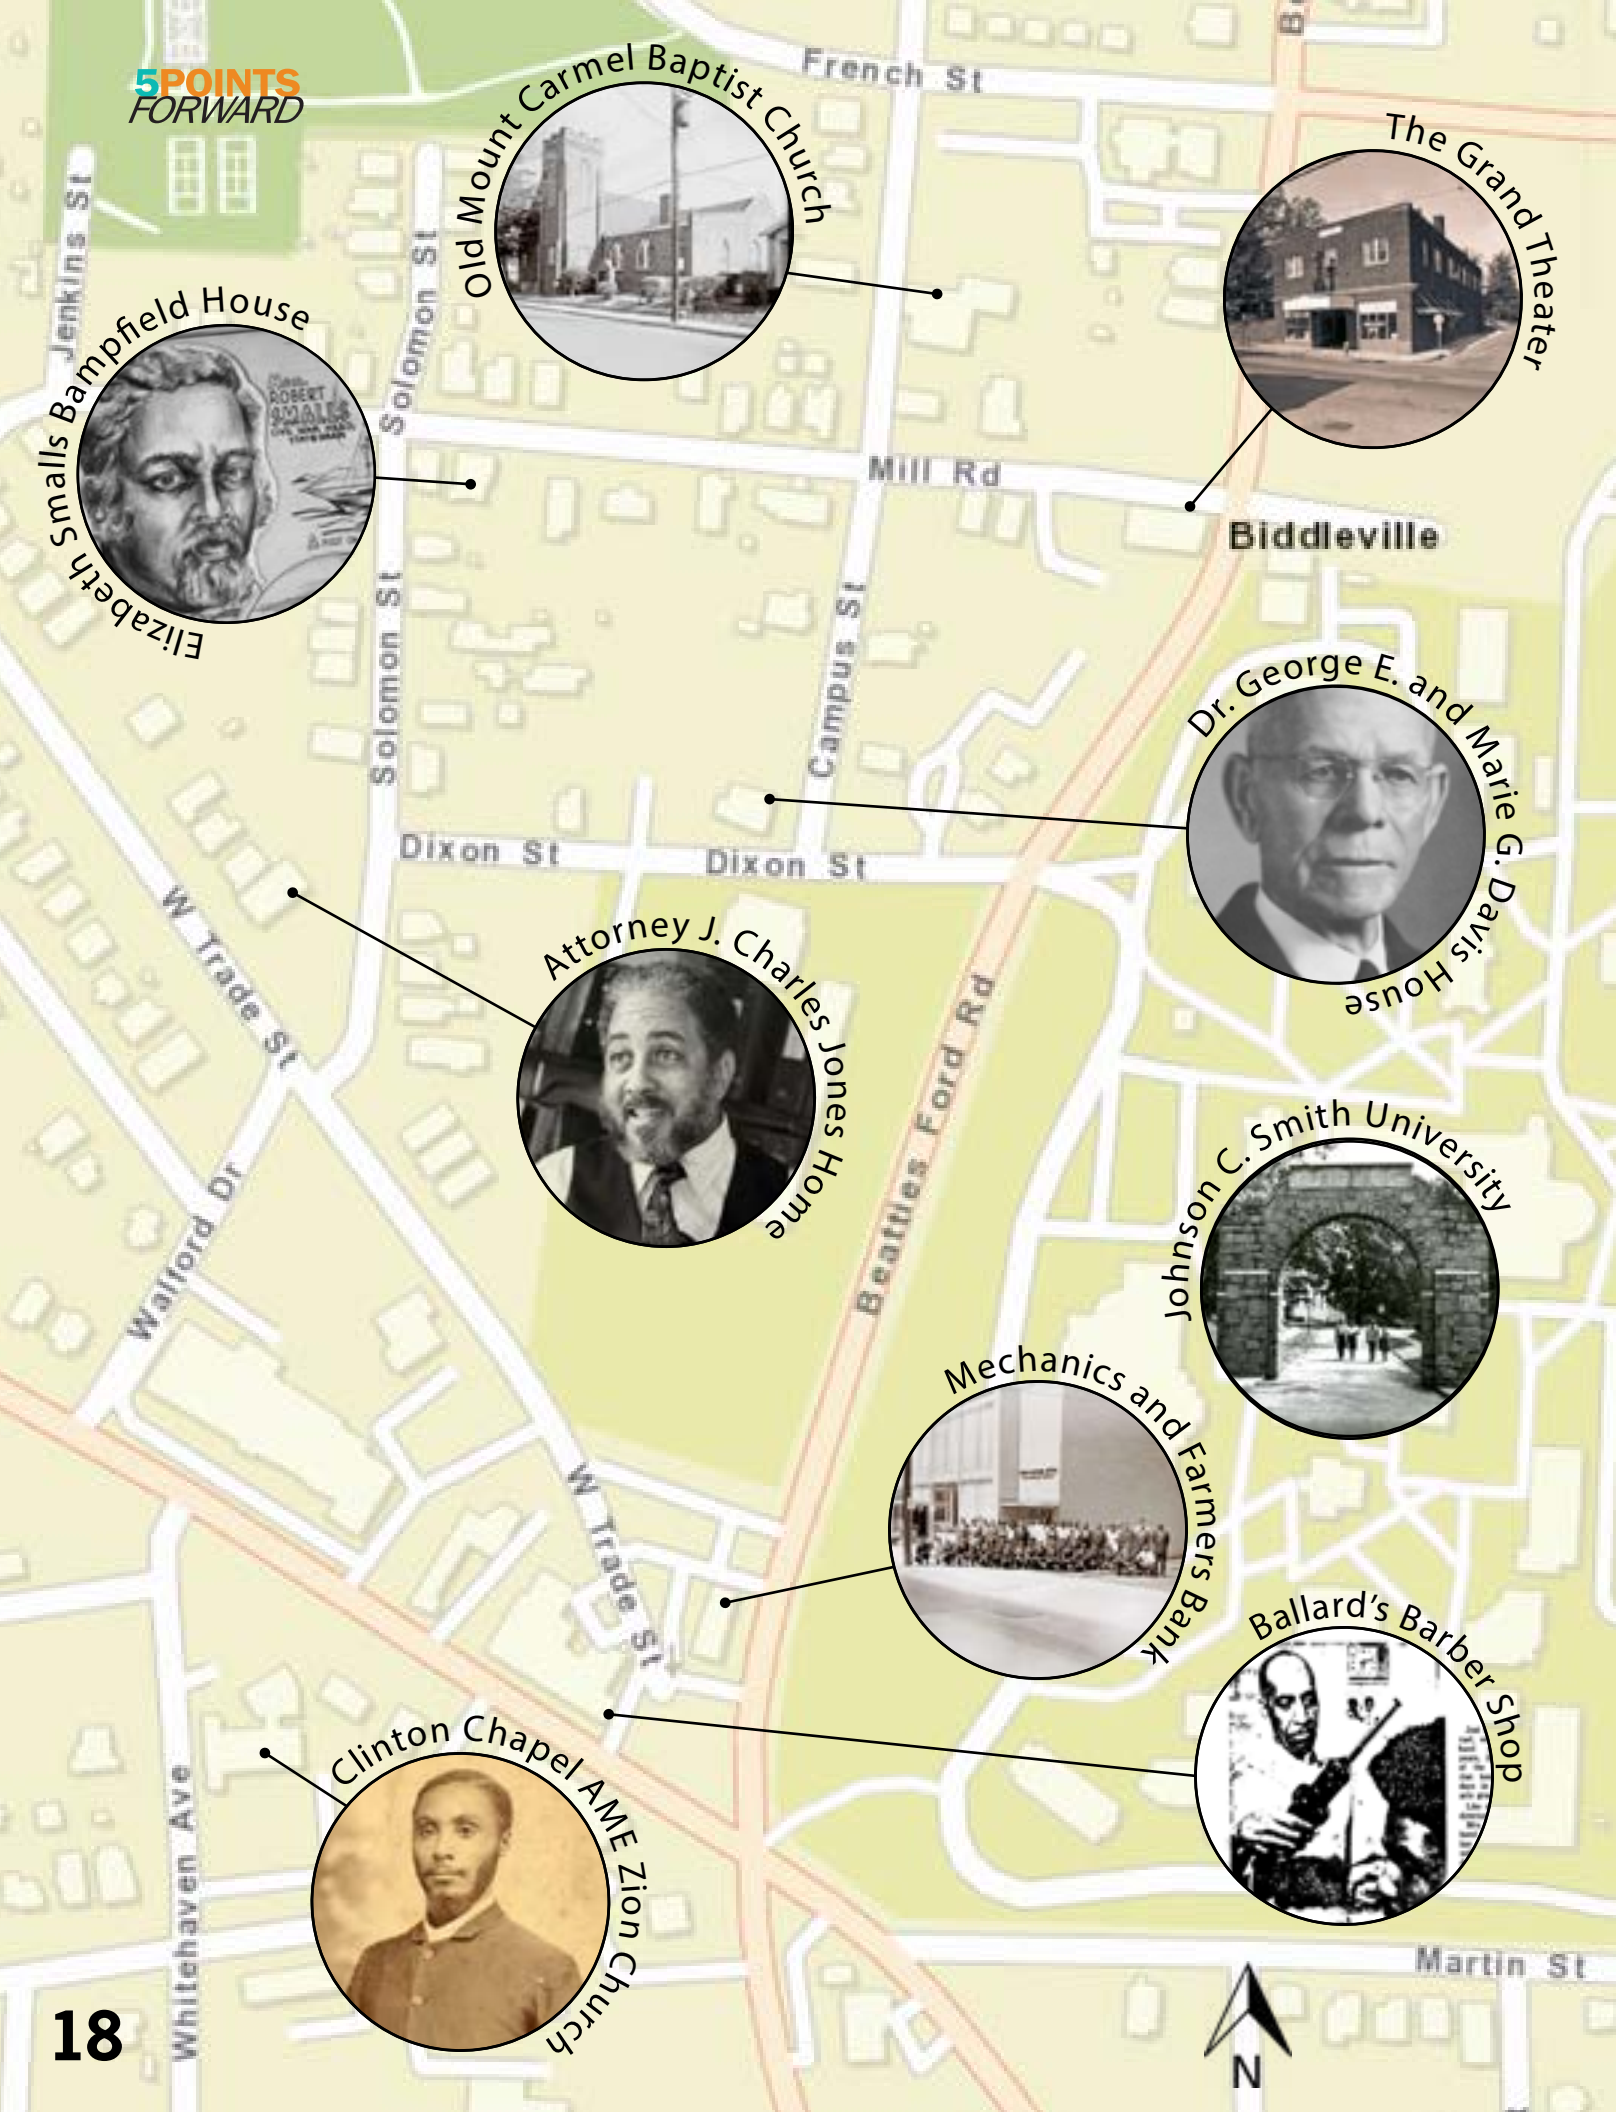 5POINTS
FORWARD
French St
Old Mount Carmel Baptist Church
The Grand Theater
Jenkins St
Solomon St
Elizabeth Smalls Bampfield House
ROBERT
SMALLS
Mill Rd
Biddleville
Solomon St
Campus St
Dr. George E. and Marie G. Davis House
Dixon St
Dixon St
W Trade St
Attorney J. Charles Jones Home
Beatties Ford Rd
Johnson C. Smith University
Walford Dr
Mechanics and Farmers Bank
W Trade St
Ballard's Barber Shop
Clinton Chapel AME Zion Church
Whitehaven Ave
Martin St
18
N